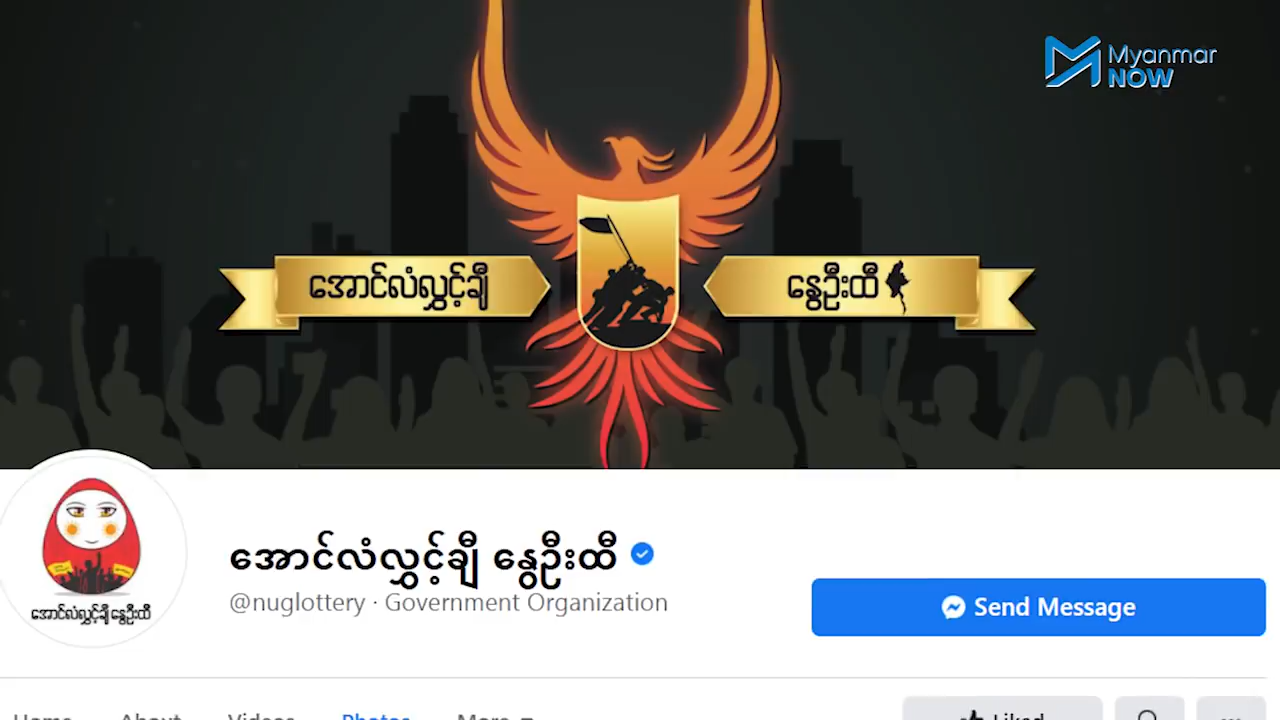 Myanmar
NOW
အောင်လံလွှင့်ချီ
နွေဦးထီ
အောင်လံလွှင့်ချီ နွေဦးထီ
@nuglottery · Government Organization
Send Message
အောင်လံလွှင့်ချီ နွေဦးထီ
Home About Videos Photos More
Liked